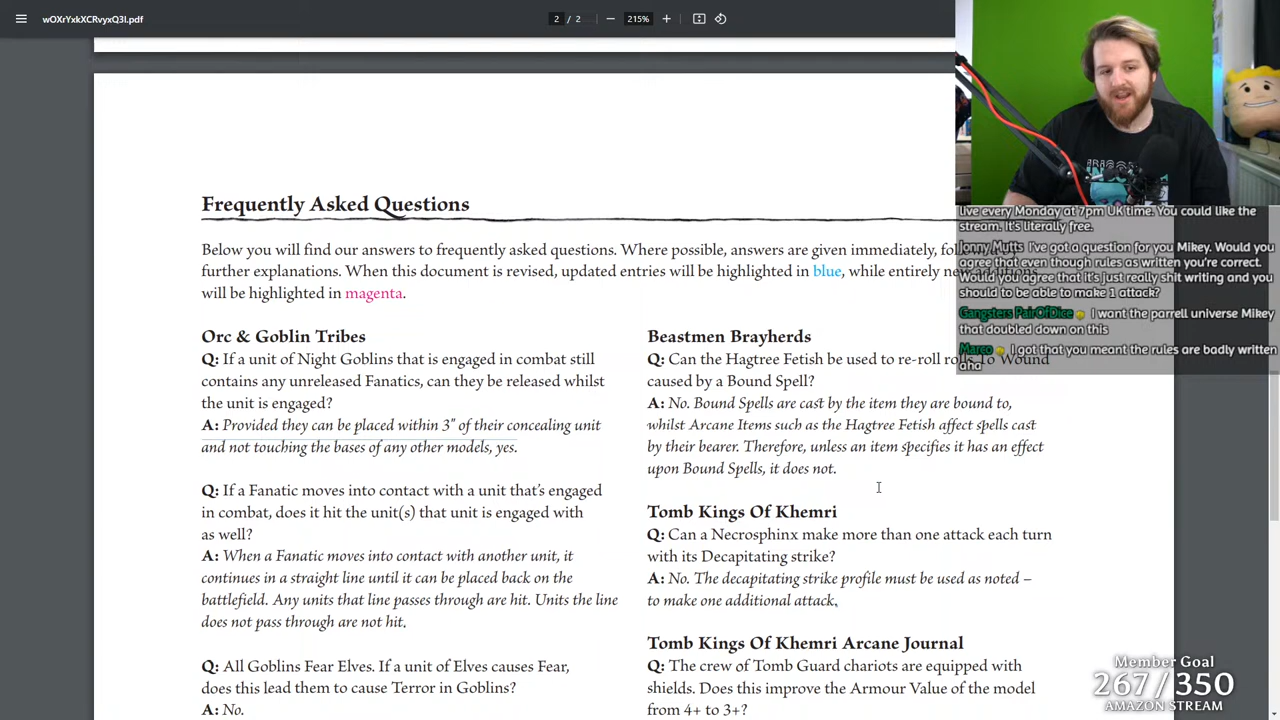 wOXrYxkXCRvyxQ3I.pdf
2 / 2
215%
Frequently Asked Questions
Below you will find our answers to frequently asked questions. Where possible, answers are given immediately, fo
further explanations. When this document is revised, updated entries will be highlighted in blue, while entirely ne
will be highlighted in magenta.
Orc & Goblin Tribes
Q: If a unit of Night Goblins that is engaged in combat still
contains any unreleased Fanatics, can they be released whilst
the unit is engaged?
A: Provided they can be placed within 3" of their concealing unit
and not touching the bases of any other models, yes.
Q: If a Fanatic moves into contact with a unit that's engaged
in combat, does it hit the unit(s) that unit is engaged with
as well?
A: When a Fanatic moves into contact with another unit, it
continues in a straight line until it can be placed back on the
battlefield. Any units that line passes through are hit. Units the line
does not pass through are not hit.
Q: All Goblins Fear Elves. If a unit of Elves causes Fear,
does this lead them to cause Terror in Goblins?
A: No.
Beastmen Brayherds
Q: Can the Hagtree Fetish be used to re-roll rolls To Wound
caused by a Bound Spell?
A: No. Bound Spells are cast by the item they are bound to,
whilst Arcane Items such as the Hagtree Fetish affect spells cast
by their bearer. Therefore, unless an item specifies it has an effect
upon Bound Spells, it does not.
Tomb Kings Of Khemri
Q: Can a Necrosphinx make more than one attack each turn
with its Decapitating strike?
A: No. The decapitating strike profile must be used as noted –
to make one additional attack.
Tomb Kings Of Khemri Arcane Journal
Q: The crew of Tomb Guard chariots are equipped with
shields. Does this improve the Armour Value of the model
from 4+ to 3+?
live every Monday at 7pm UK time. You could like the
stream. It's literally free.
Jonny Mutts I've got a question for you Mikey. Would you
agree that even though rules as written you're correct.
Would you agree that it's just really shit writing and you
should to be able to make 1 attack?
Gangsters PairOfDice I want the parrell universe Mikey
that doubled down on this
Marco I got that you meant the rules are badly written
aha
Member Goal
267/350
AMAZON STREAM